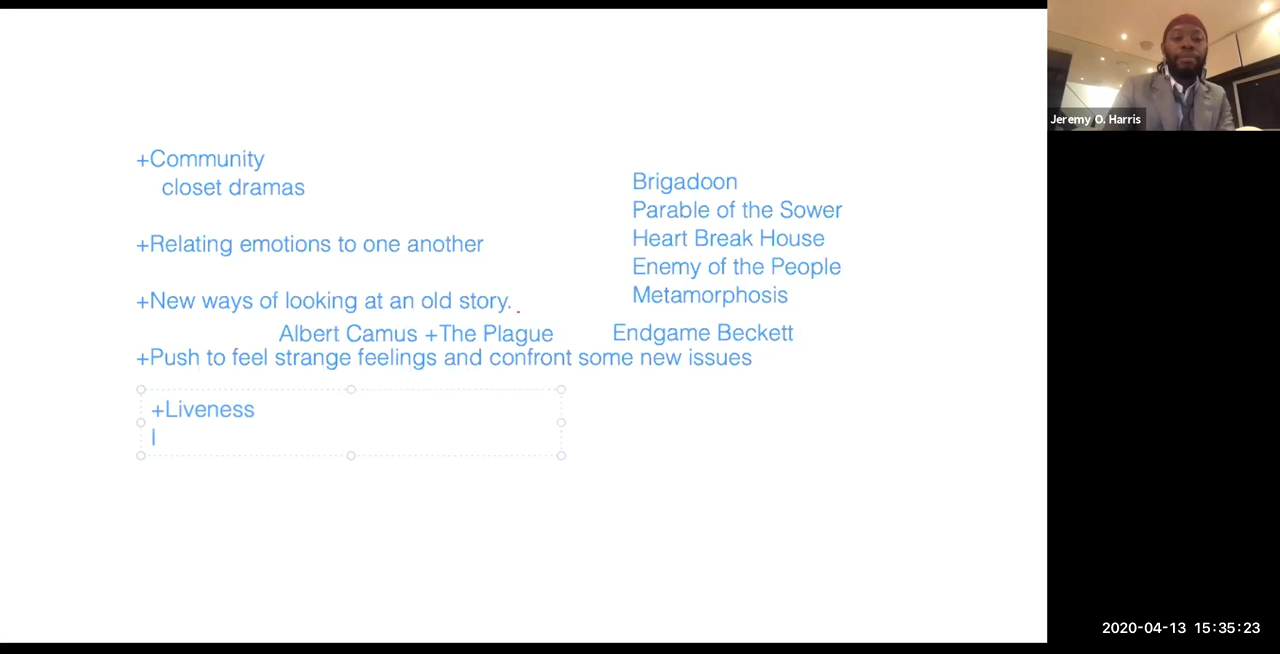 +Community
closet dramas
+Relating emotions to one another
+New ways of looking at an old story.
Albert Camus +The Plague
+Push to feel strange feelings and confront some new issues
+Liveness
Brigadoon
Parable of the Sower
Heart Break House
Enemy of the People
Metamorphosis
Endgame Beckett
Jeremy O. Harris
2020-04-13 15:35:23